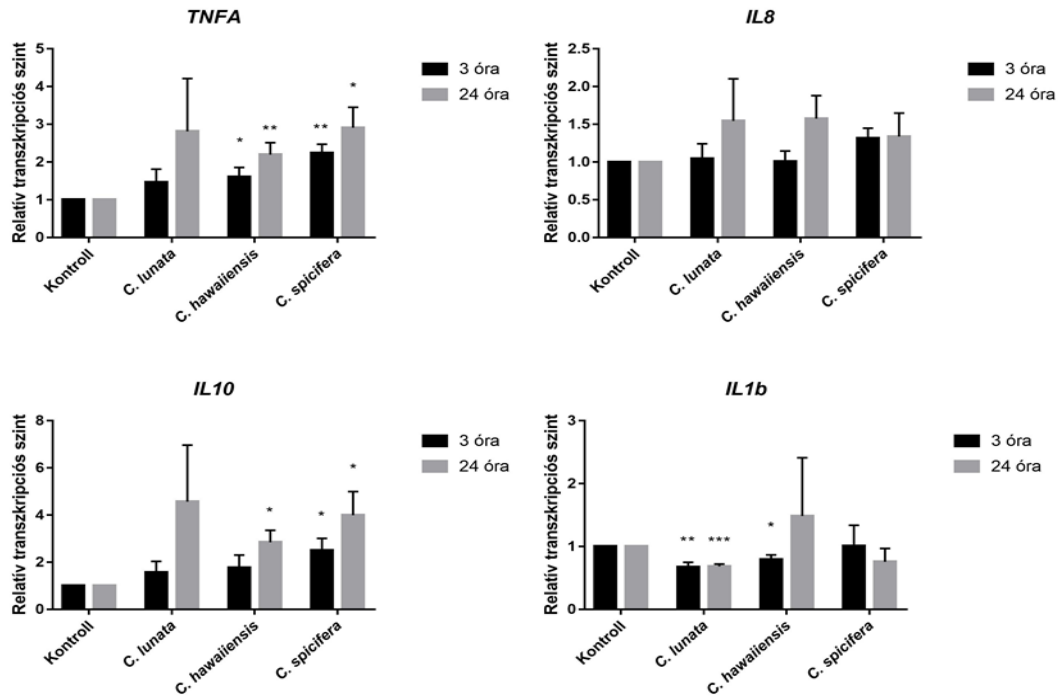 TNFA
Relatív transzkripciós szint
5
4
3
2
1
0
* ** ** *
Kontroll
C. lunata
C. hawaiiensis
C. spicifera
3 óra
24 óra
IL8
Relatív transzkripciós szint
2.5
2.0
1.5
1.0
0.5
0.0
Kontroll
C. lunata
C. hawaiiensis
C. spicifera
3 óra
24 óra
IL10
Relatív transzkripciós szint
8
6
4
2
0
* * *
Kontroll
C. lunata
C. hawaiiensis
C. spicifera
3 óra
24 óra
IL1b
Relatív transzkripciós szint
3
2
1
0
** *** *
Kontroll
C. lunata
C. hawaiiensis
C. spicifera
3 óra
24 óra